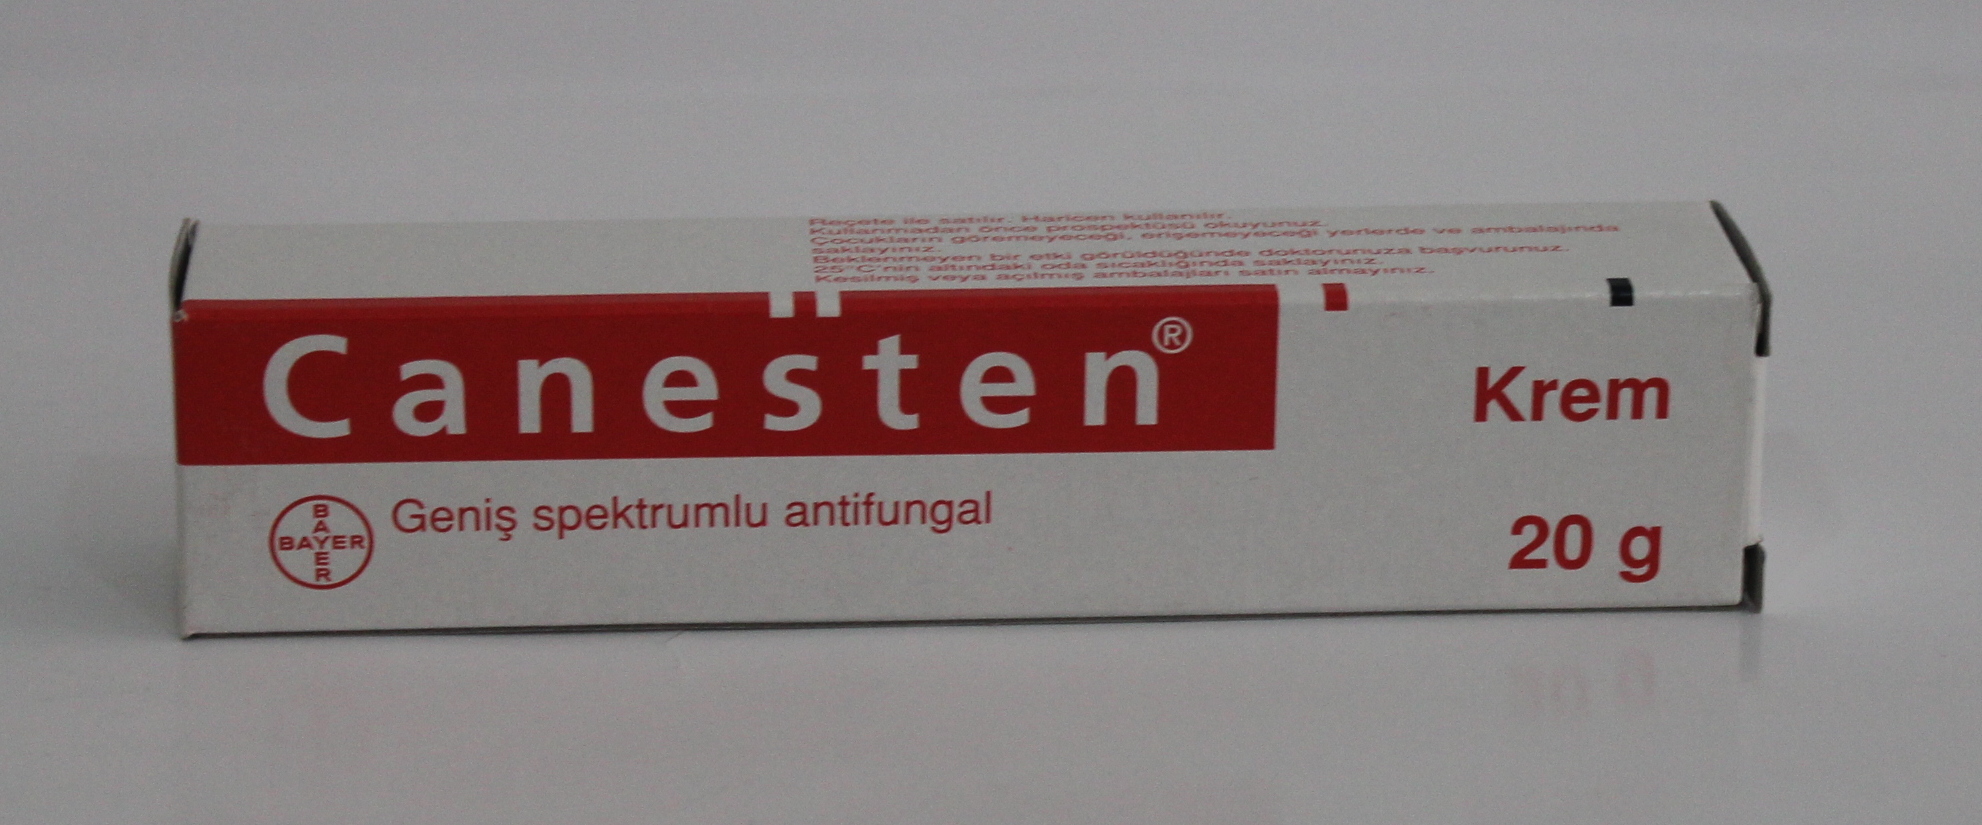 Reçete ile satılır. Haricen kullanılır.
Kullanmadan önce prospektüsü okuyunuz.
Çocukların göremeyeceği, erişemeyeceği yerlerde ve ambalajında
saklayınız.
Beklenmeyen bir etki görüldüğünde doktorunuza başvurunuz.
25°C'nin altındaki oda sıcaklığında saklayınız.
Kesilmiş veya açılmış ambalajları satın almayınız.
Canesten®
Krem
BAYER
BAYER
Geniş spektrumlu antifungal
20 g